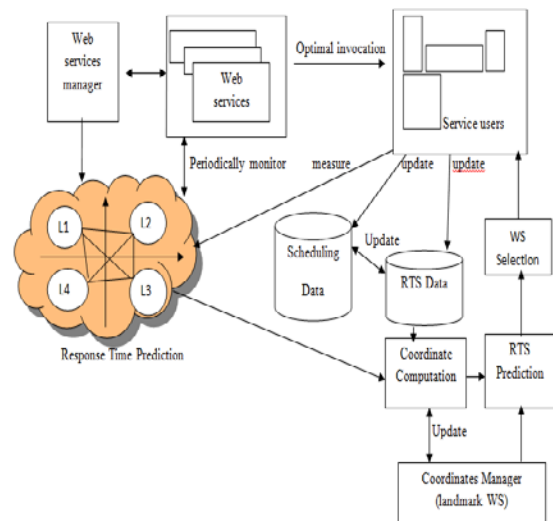 Web
services
manager
Web
services
Optimal invocation
Service users
Periodically monitor
measure
update
update
L1
L2
L4
L3
Response Time Prediction
Scheduling
Data
Update
RTS Data
WS
Selection
Coordinate
Computation
RTS
Prediction
Update
Coordinates Manager
(landmark WS)